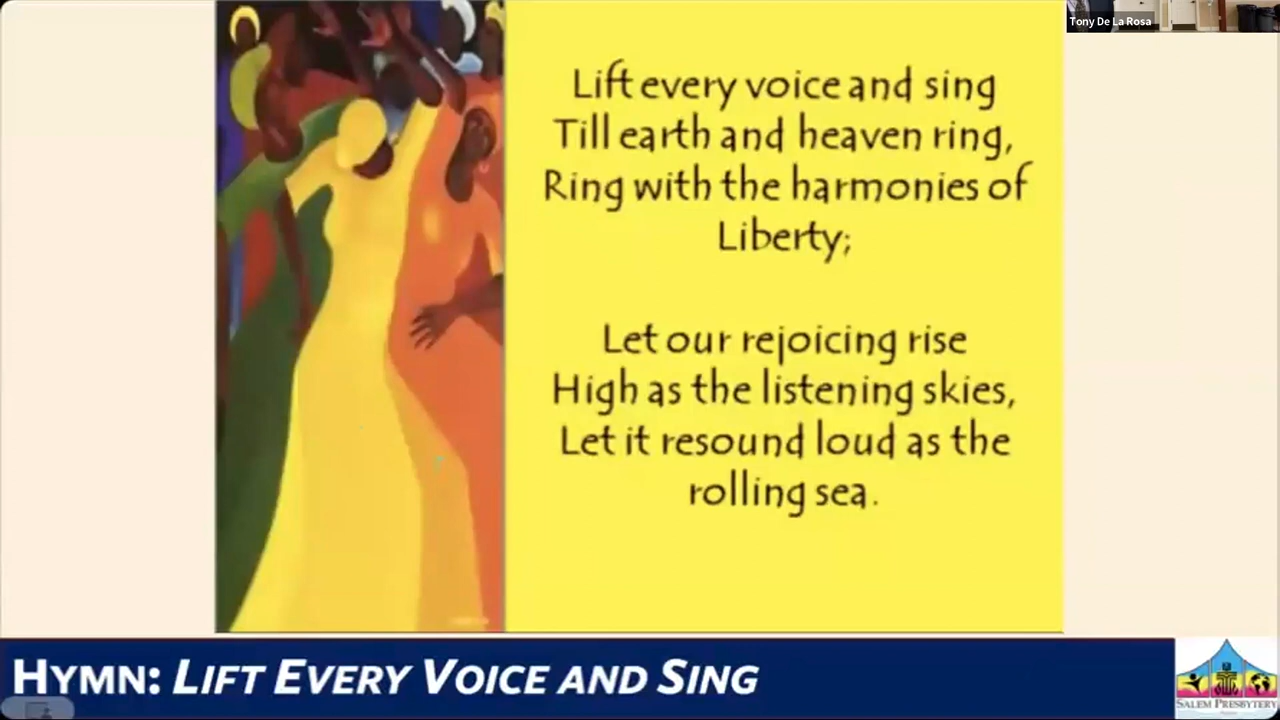 Tony De La Rosa
Lift every voice and sing
Till earth and heaven ring,
Ring with the harmonies of
Liberty;
Let our rejoicing rise
High as the listening skies,
Let it resound loud as the
rolling sea.
HYMN: LIFT EVERY VOICE AND SING
SALEM PRESBYTERY